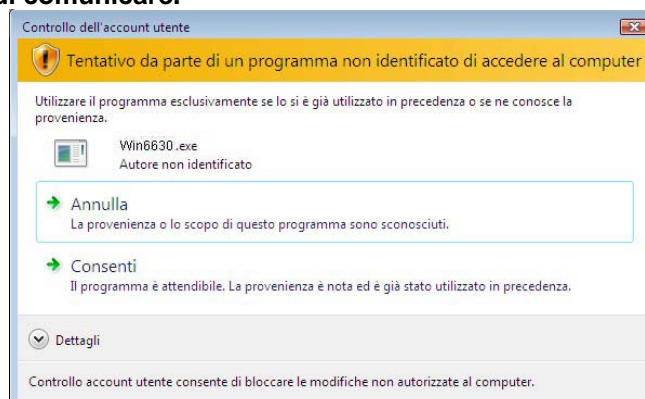 di comunicare.
Controllo dell'account utente
Tentativo da parte di un programma non identificato di accedere al computer
Utilizzare il programma esclusivamente se lo si è già utilizzato in precedenza o se ne conosce la
provenienza.
Win6630.exe
Autore non identificato
Annulla
La provenienza o lo scopo di questo programma sono sconosciuti.
Consenti
Il programma è attendibile. La provenienza è nota ed è già stato utilizzato in precedenza.
Dettagli
Controllo account utente consente di bloccare le modifiche non autorizzate al computer.